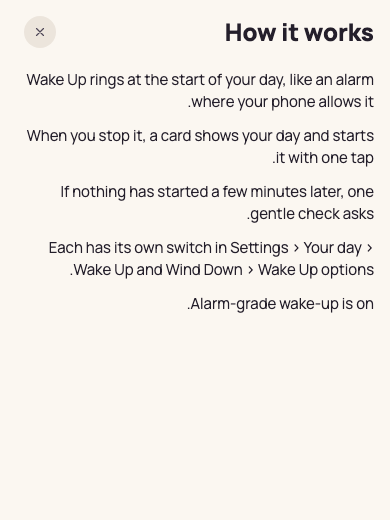 How it works
Wake Up rings at the start of your day, like an alarm
.where your phone allows it
When you stop it, a card shows your day and starts
.it with one tap
If nothing has started a few minutes later, one
.gentle check asks
Each has its own switch in Settings > Your day >
.Wake Up and Wind Down > Wake Up options
.Alarm-grade wake-up is on